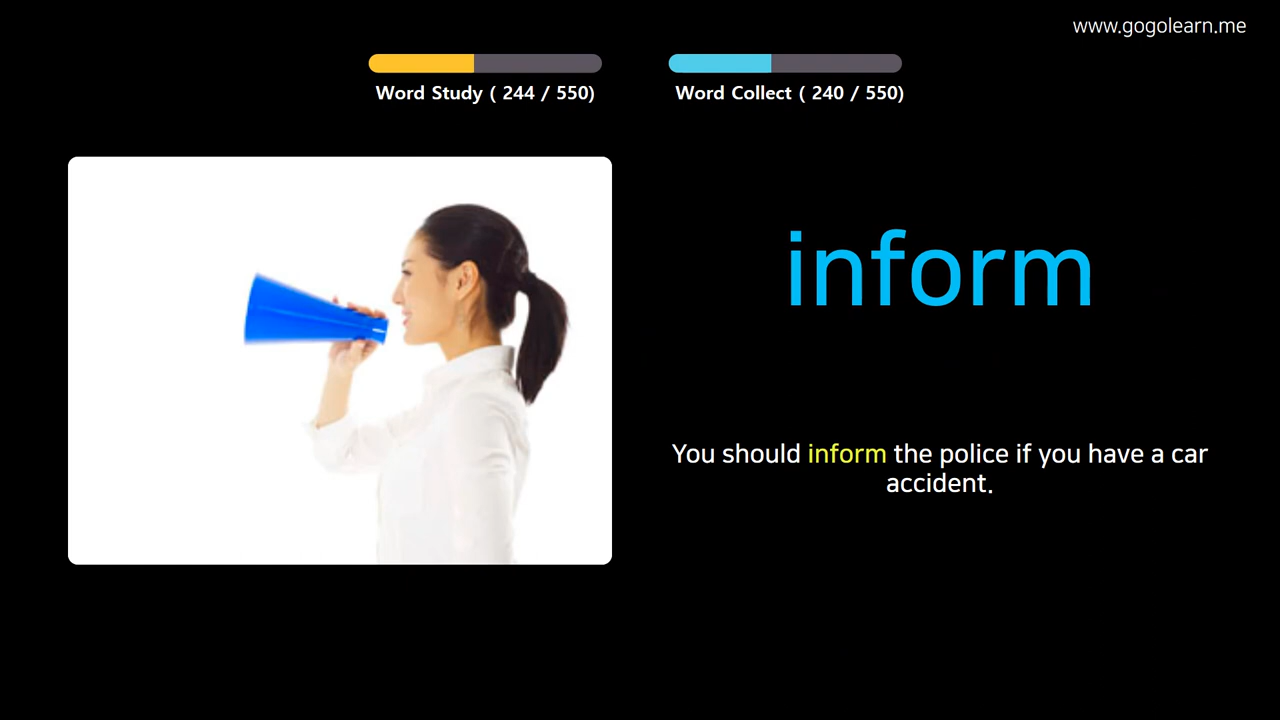 www.gogolearn.me
Word Study ( 244 / 550)
Word Collect ( 240 / 550)
inform
You should inform the police if you have a car
accident.